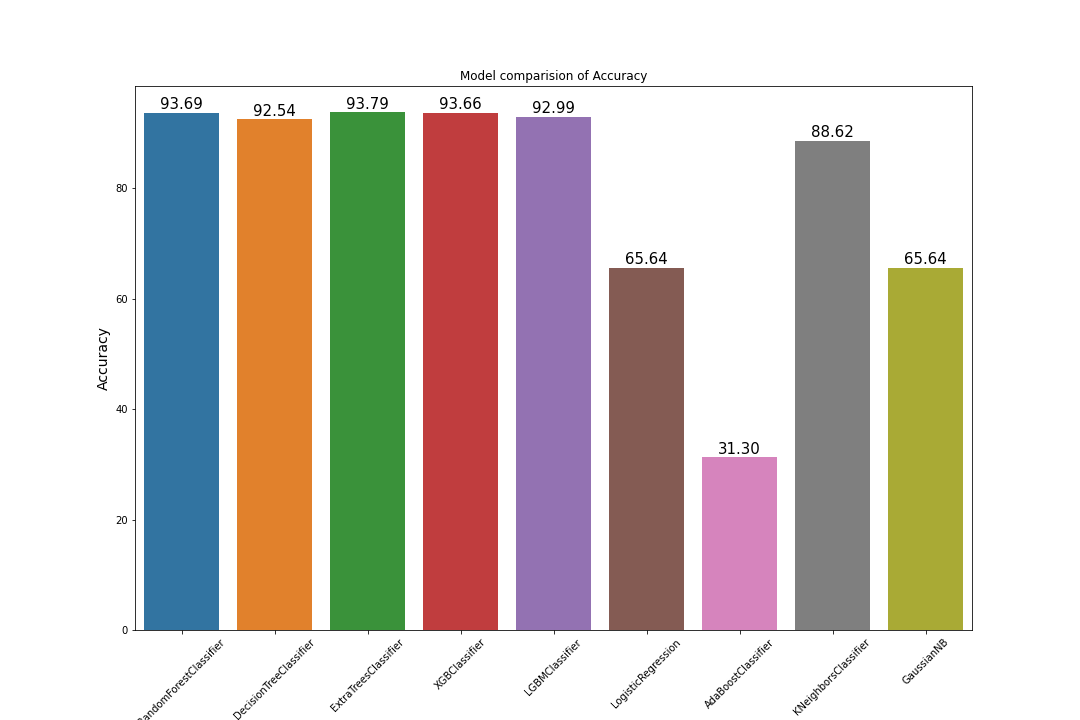 Model comparision of Accuracy
93.69
92.54
93.79
93.66
92.99
65.64
31.30
88.62
65.64
Accuracy
80
60
40
20
0
andomForestClassifier
DecisionTreeClassifier
ExtraTreesClassifier
XGBClassifier
LGBMClassifier
LogisticRegression
AdaBoostClassifier
KNeighborsClassifier
GaussianNB